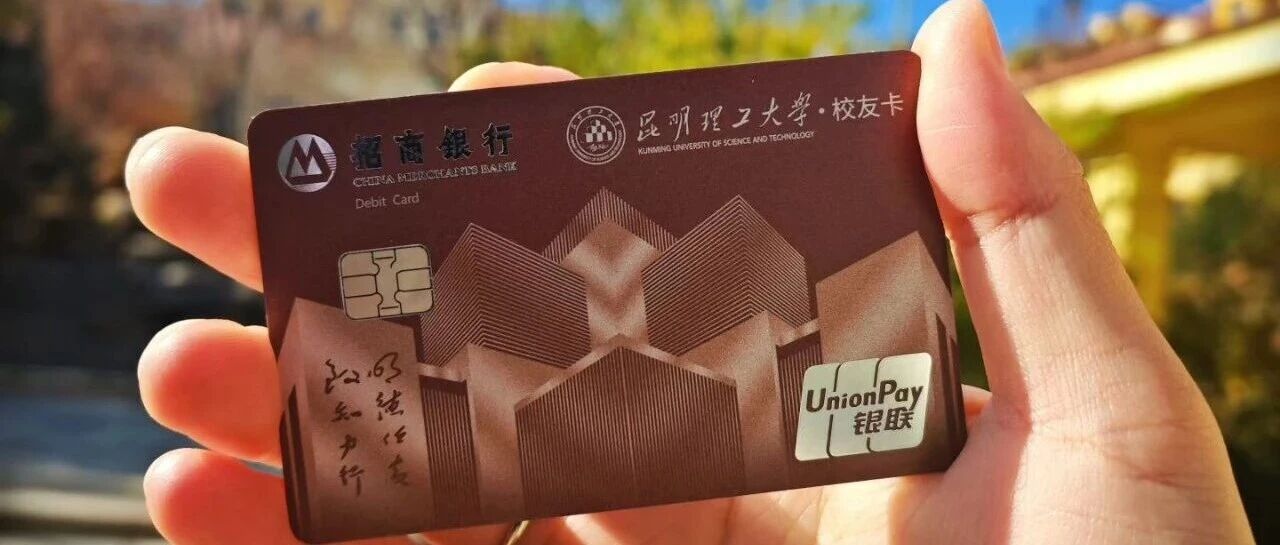 招商银行
CHINA MERCHANTS BANK
Debit Card
昆明理工大学·校友卡
KUNMING UNIVERSITY OF SCIENCE AND TECHNOLOGY
明德任责
致知力行
UnionPay
银联